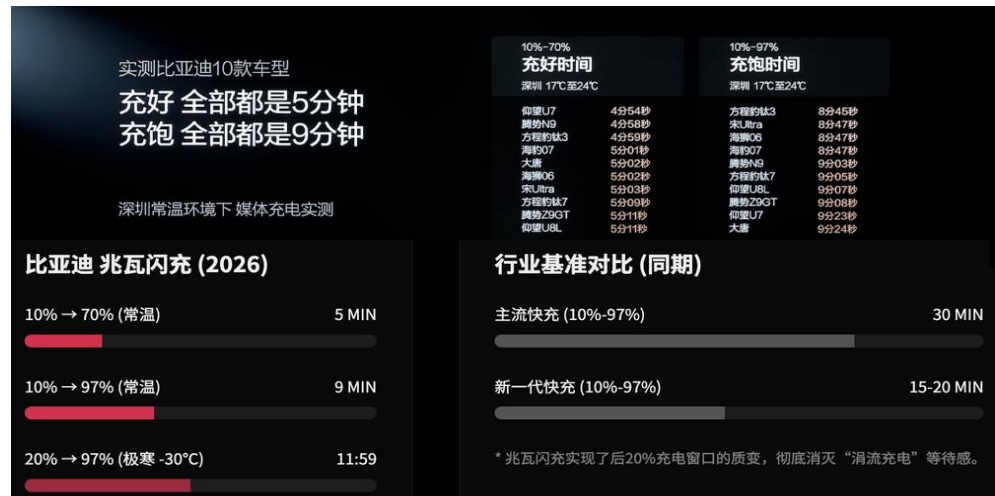 实测比亚迪10款车型
充好 全部都是5分钟
充饱 全部都是9分钟
深圳常温环境下 媒体充电实测
10%-70%
充好时间
深圳 17℃至24℃
仰望U7 4分54秒
腾势N9 4分58秒
方程豹钛3 4分59秒
海豹07 5分01秒
大唐 5分02秒
海狮06 5分02秒
宋Ultra 5分03秒
方程豹钛7 5分09秒
腾势Z9GT 5分11秒
仰望U8L 5分11秒
10%-97%
充饱时间
深圳 17℃至24℃
方程豹钛3 8分45秒
宋Ultra 8分47秒
海狮06 8分47秒
海豹07 8分47秒
腾势N9 9分03秒
方程豹钛7 9分05秒
仰望U8L 9分07秒
腾势Z9GT 9分08秒
仰望U7 9分23秒
大唐 9分24秒
比亚迪 兆瓦闪充 (2026)
10% → 70% (常温) 5 MIN
10% → 97% (常温) 9 MIN
20% → 97% (极寒 -30°C) 11:59
行业基准对比 (同期)
主流快充 (10%-97%) 30 MIN
新一代快充 (10%-97%) 15-20 MIN
* 兆瓦闪充实现了后20%充电窗口的质变，彻底消灭“涓流充电”等待感。